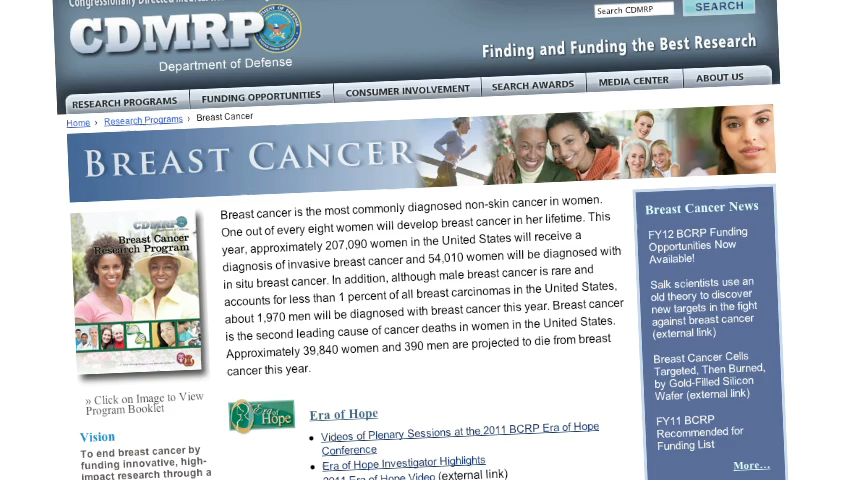 Congressionally Directed Medical
CDMRP
Department of Defense
Search CDMRP
SEARCH
Finding and Funding the Best Research
RESEARCH PROGRAMS
FUNDING OPPORTUNITIES
CONSUMER INVOLVEMENT
SEARCH AWARDS
MEDIA CENTER
ABOUT US
Home › Research Programs › Breast Cancer
BREAST CANCER
CDMRP
Breast Cancer
Research Program
» Click on Image to View
Program Booklet
Vision
To end breast cancer by
funding innovative, high-
impact research through a
Breast cancer is the most commonly diagnosed non-skin cancer in women.
One out of every eight women will develop breast cancer in her lifetime. This
year, approximately 207,090 women in the United States will receive a
diagnosis of invasive breast cancer and 54,010 women will be diagnosed with
in situ breast cancer. In addition, although male breast cancer is rare and
accounts for less than 1 percent of all breast carcinomas in the United States,
about 1,970 men will be diagnosed with breast cancer this year. Breast cancer
is the second leading cause of cancer deaths in women in the United States.
Approximately 39,840 women and 390 men are projected to die from breast
cancer this year.
Era of
Hope
Era of Hope
• Videos of Plenary Sessions at the 2011 BCRP Era of Hope
Conference
• Era of Hope Investigator Highlights
2011 Era of Hope Video (external link)
Breast Cancer News
FY12 BCRP Funding
Opportunities Now
Available!
Salk scientists use an
old theory to discover
new targets in the fight
against breast cancer
(external link)
Breast Cancer Cells
Targeted, Then Burned,
by Gold-Filled Silicon
Wafer (external link)
FY11 BCRP
Recommended for
Funding List
More...